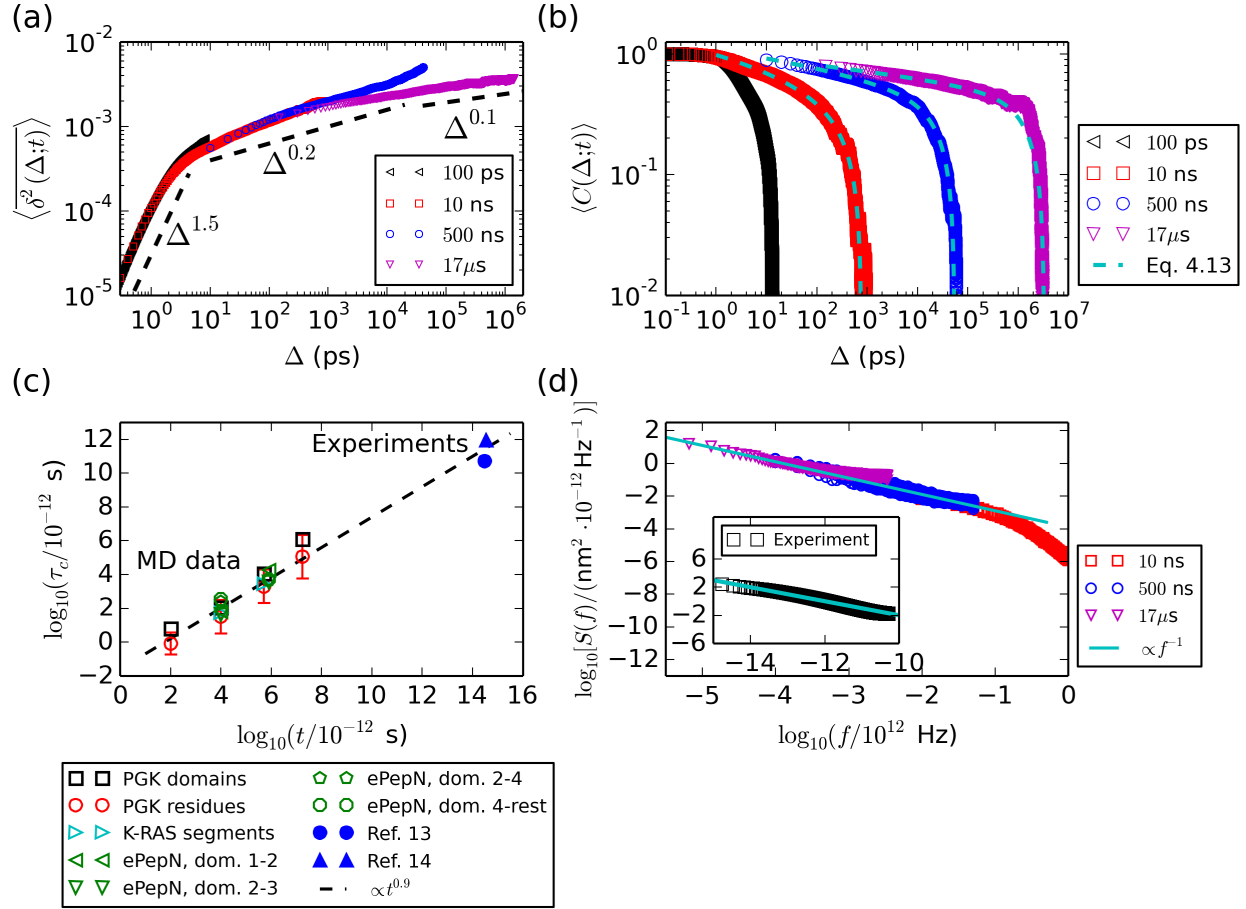 (a)
10⁻²
10⁻³
10⁻⁴
10⁻⁵
⟨δ²(Δ;t)⟩
Δ^0.2
Δ^0.1
Δ^1.5
100 ps
10 ns
500 ns
17μs
10⁰ 10¹ 10² 10³ 10⁴ 10⁵ 10⁶
Δ (ps)
(b)
10⁰
10⁻¹
10⁻²
⟨C(Δ;t)⟩
100 ps
10 ns
500 ns
17μs
Eq. 4.13
10⁻¹ 10⁰ 10¹ 10² 10³ 10⁴ 10⁵ 10⁶ 10⁷
Δ (ps)
(c)
12
10
8
6
4
2
0
−2
log₁₀(τ_c/10⁻¹² s)
Experiments
MD data
0 2 4 6 8 10 12 14 16
log₁₀(t/10⁻¹² s)
PGK domains
PGK residues
K-RAS segments
ePepN, dom. 1-2
ePepN, dom. 2-3
ePepN, dom. 2-4
ePepN, dom. 4-rest
Ref. 13
Ref. 14
∝t^0.9
(d)
2
0
−2
−4
−6
−8
−10
−12
log₁₀[S(f)/(nm² ·10⁻¹² Hz⁻¹)]
Experiment
6
2
−2
−6
−14 −12 −10
10 ns
500 ns
17μs
∝f⁻¹
−5 −4 −3 −2 −1 0
log₁₀(f/10¹² Hz)